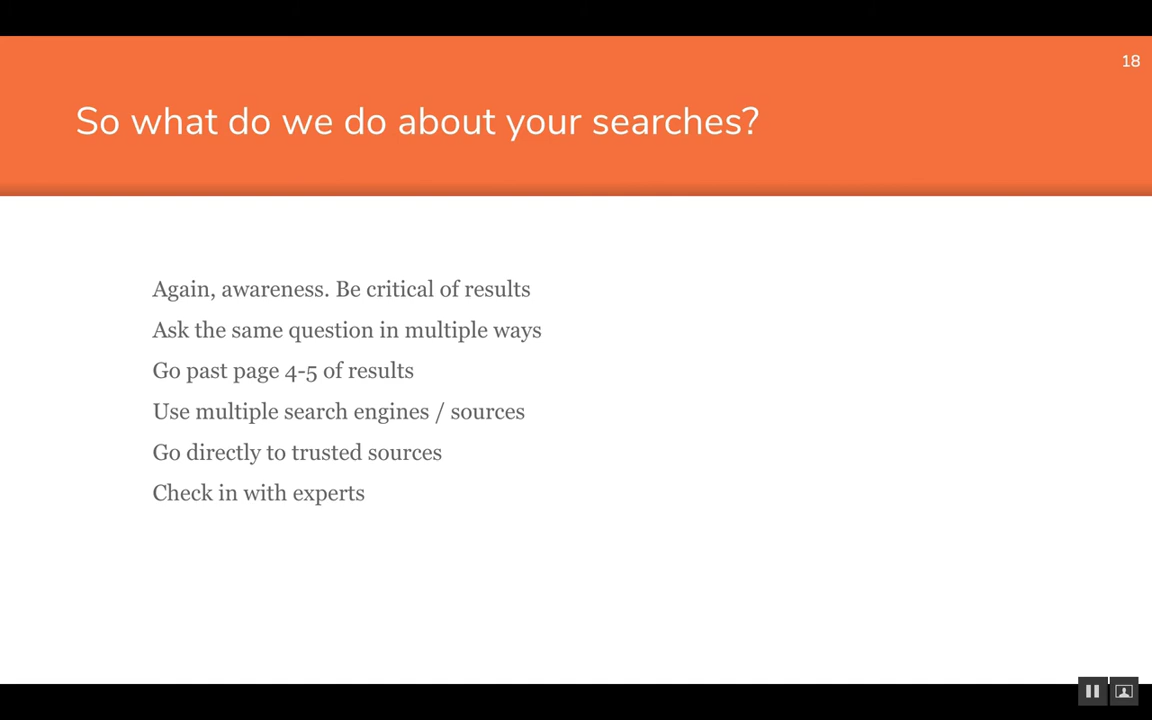 18
So what do we do about your searches?
Again, awareness. Be critical of results
Ask the same question in multiple ways
Go past page 4-5 of results
Use multiple search engines / sources
Go directly to trusted sources
Check in with experts